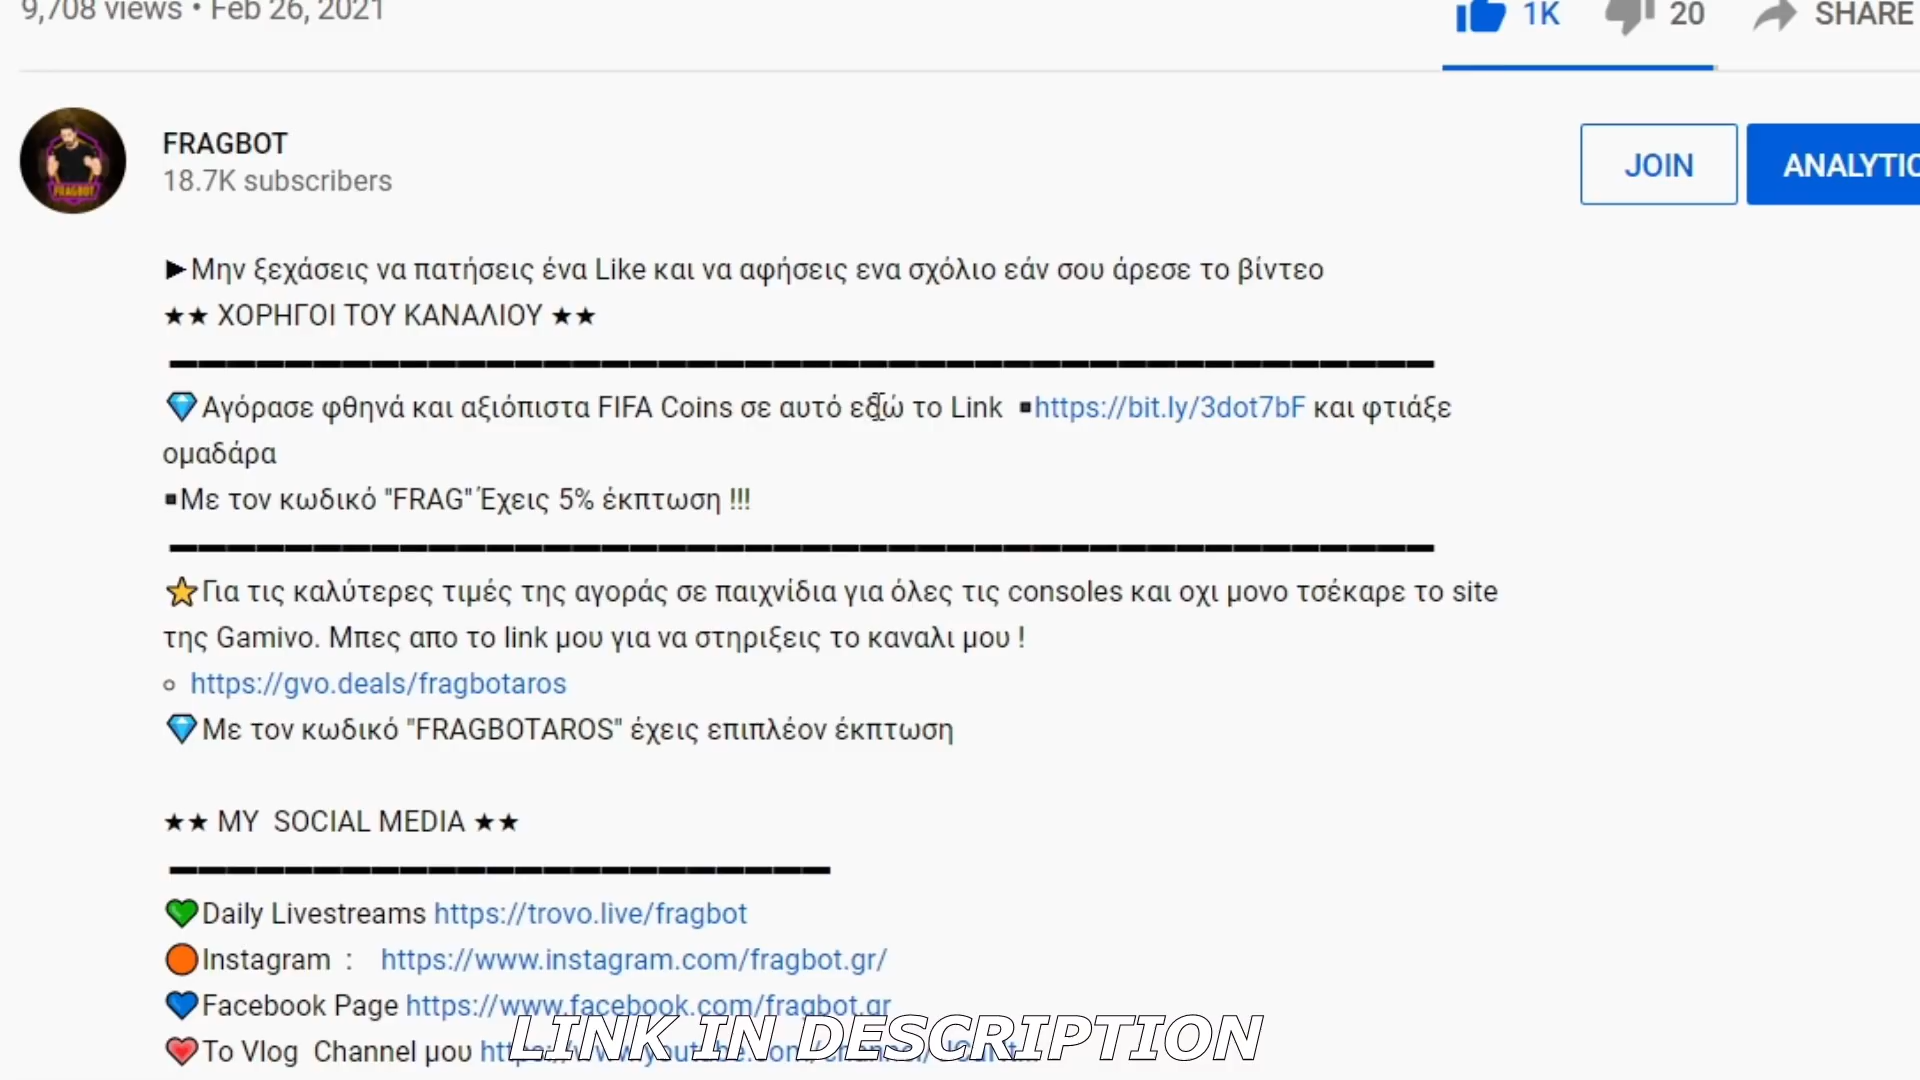 9,708 views • Feb 26, 2021
1K 20 SHARE
FRAGBOT
18.7K subscribers
JOIN
►Μην ξεχάσεις να πατήσεις ένα Like και να αφήσεις ενα σχόλιο εάν σου άρεσε το βίντεο
★★ ΧΟΡΗΓΟΙ ΤΟΥ ΚΑΝΑΛΙΟΥ ★★
💎Αγόρασε φθηνά και αξιόπιστα FIFA Coins σε αυτό εδώ το Link ▪https://bit.ly/3dot7bF και φτιάξε
ομαδάρα
▪Με τον κωδικό "FRAG" Έχεις 5% έκπτωση !!!
⭐Για τις καλύτερες τιμές της αγοράς σε παιχνίδια για όλες τις consoles και οχι μονο τσέκαρε το site
της Gamivo. Μπες απο το link μου για να στηριξεις το καναλι μου !
○ https://gvo.deals/fragbotaros
💎Με τον κωδικό "FRAGBOTAROS" έχεις επιπλέον έκπτωση
★★ MY SOCIAL MEDIA ★★
💚Daily Livestreams https://trovo.live/fragbot
🟠Instagram : https://www.instagram.com/fragbot.gr/
💙Facebook Page https://www.facebook.com/fragbot.gr
❤️Το Vlog Channel μου
LINK IN DESCRIPTION